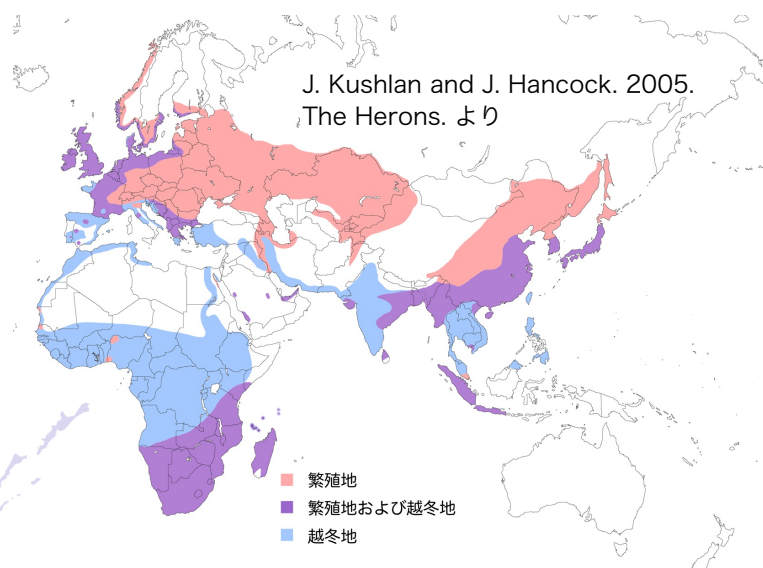 J. Kushlan and J. Hancock. 2005.
The Herons. より
繁殖地
繁殖地および越冬地
越冬地